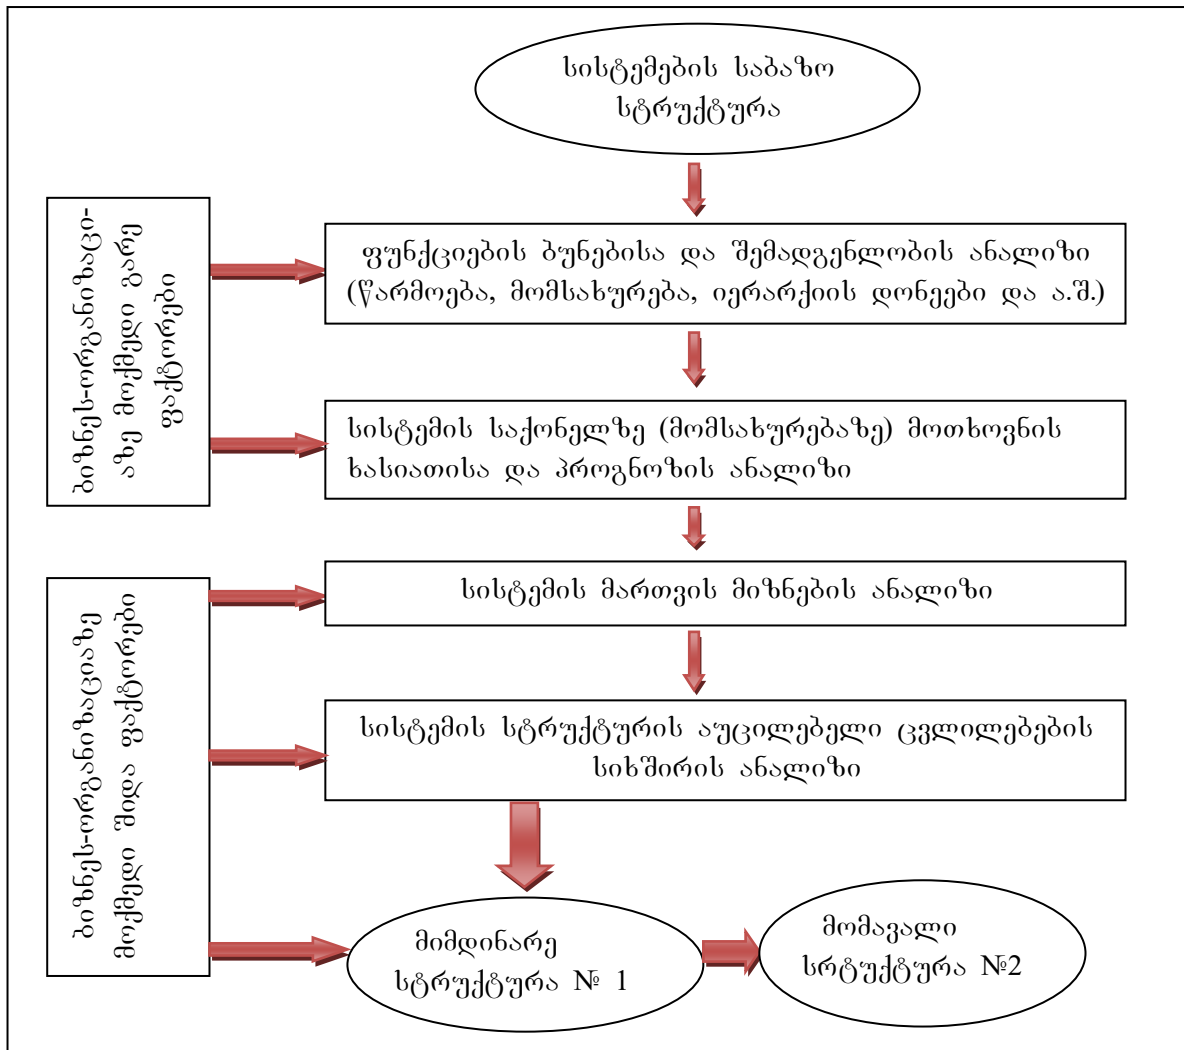 სისტემების საბაზო
სტრუქტურა
ბიზნეს-ორგანიზაცი-
აზე მოქმედი გარე
ფაქტორები
ფუნქციების ბუნებისა და შემადგენლობის ანალიზი
(წარმოება, მომსახურება, იერარქიის დონეები და ა.შ.)
სისტემის საქონელზე (მომსახურებაზე) მოთხოვნის
ხასიათისა და პროგნოზის ანალიზი
ბიზნეს-ორგანიზაციაზე
მოქმედი შიდა ფაქტორები
სისტემის მართვის მიზნების ანალიზი
სისტემის სტრუქტურის აუცილებელი ცვლილებების
სიხშირის ანალიზი
მიმდინარე
სტრუქტურა № 1
მომავალი
სრტუქტურა №2